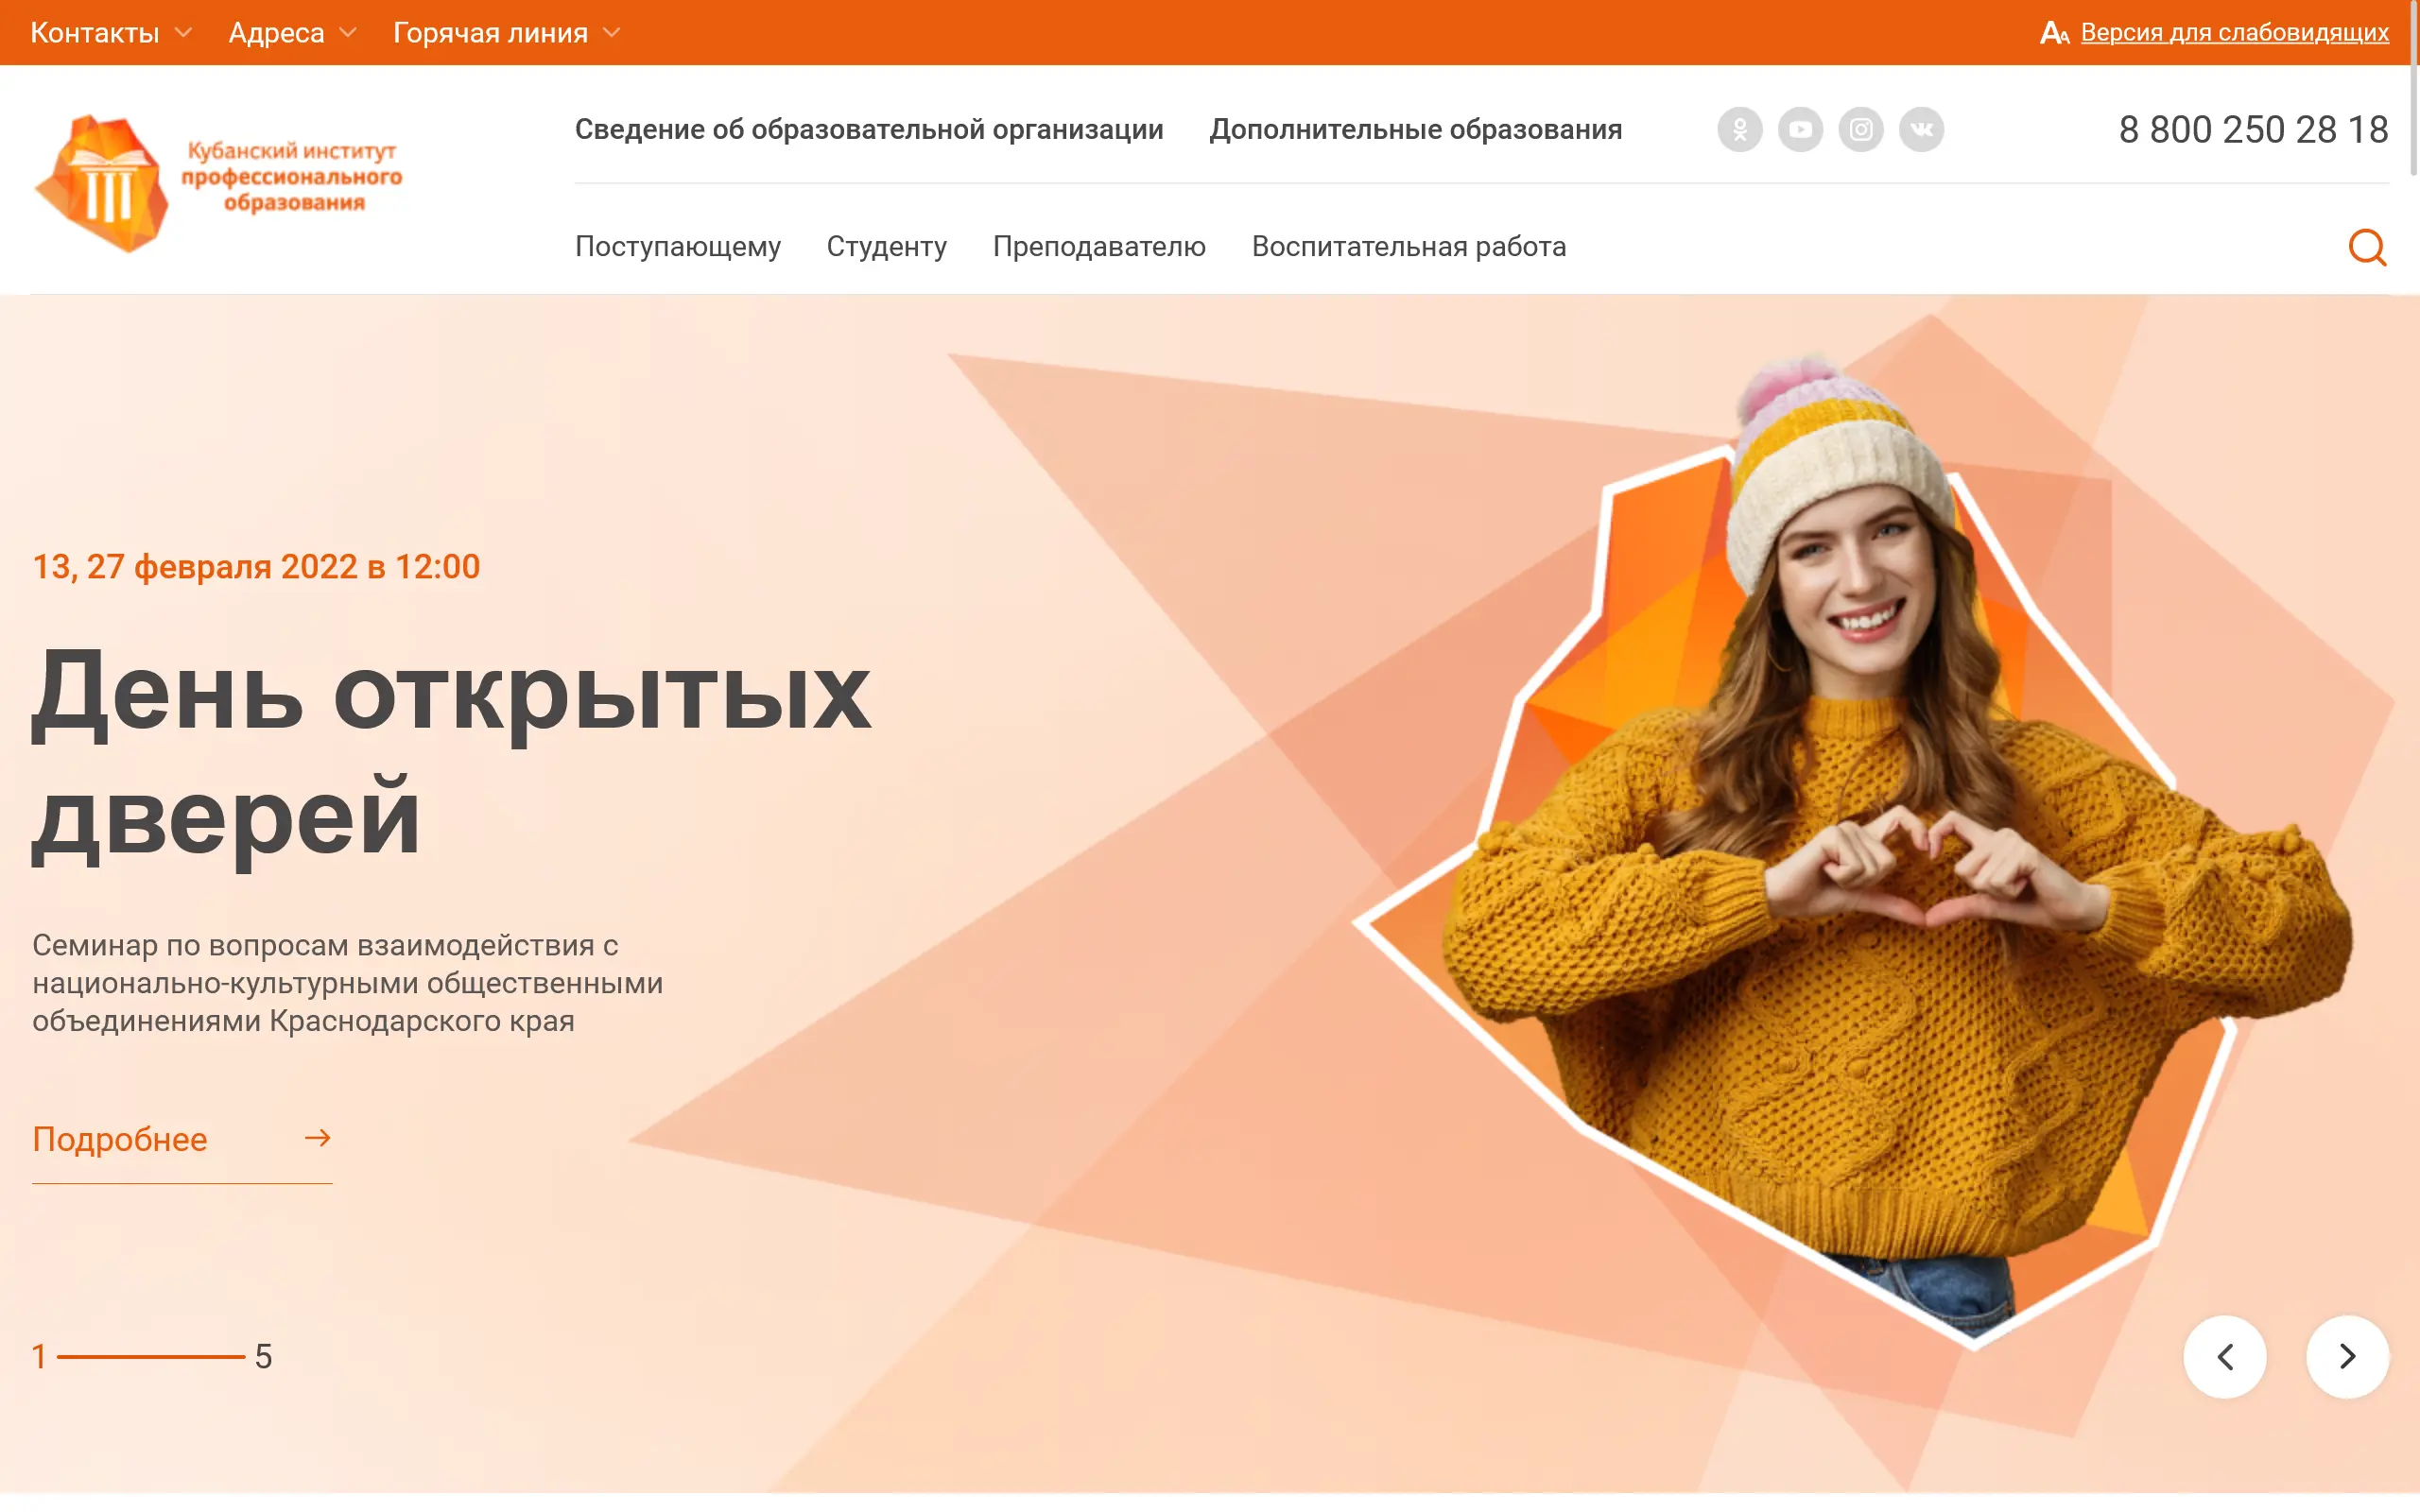 Контакты Адреса Горячая линия
Версия для слабовидящих
Кубанский институт
профессионального
образования
Сведение об образовательной организации Дополнительные образования
8 800 250 28 18
Поступающему Студенту Преподавателю Воспитательная работа
13, 27 февраля 2022 в 12:00
День открытых
дверей
Семинар по вопросам взаимодействия с
национально-культурными общественными
объединениями Краснодарского края
Подробнее
1 5